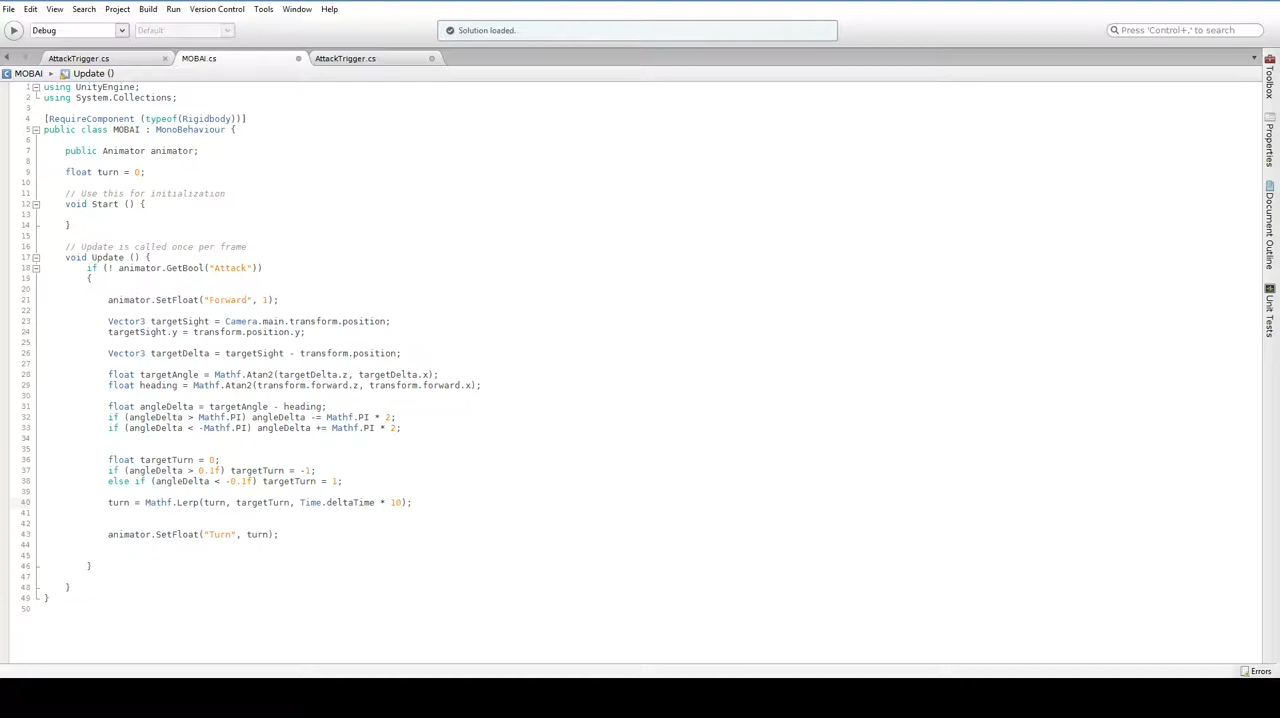 File Edit View Search Project Build Run Version Control Tools Window Help
Debug Default Solution loaded. Press 'Control+,' to search
AttackTrigger.cs MOBAI.cs AttackTrigger.cs
MOBAI Update ()
1 using UnityEngine;
2 using System.Collections;
3
4 [RequireComponent (typeof(Rigidbody))]
5 public class MOBAI : MonoBehaviour {
6
7 public Animator animator;
8
9 float turn = 0;
10
11 // Use this for initialization
12 void Start () {
13
14 }
15
16 // Update is called once per frame
17 void Update () {
18 if (! animator.GetBool("Attack"))
19 {
20
21 animator.SetFloat("Forward", 1);
22
23 Vector3 targetSight = Camera.main.transform.position;
24 targetSight.y = transform.position.y;
25
26 Vector3 targetDelta = targetSight - transform.position;
27
28 float targetAngle = Mathf.Atan2(targetDelta.z, targetDelta.x);
29 float heading = Mathf.Atan2(transform.forward.z, transform.forward.x);
30
31 float angleDelta = targetAngle - heading;
32 if (angleDelta > Mathf.PI) angleDelta -= Mathf.PI * 2;
33 if (angleDelta < -Mathf.PI) angleDelta += Mathf.PI * 2;
34
35
36 float targetTurn = 0;
37 if (angleDelta > 0.1f) targetTurn = -1;
38 else if (angleDelta < -0.1f) targetTurn = 1;
39
40 turn = Mathf.Lerp(turn, targetTurn, Time.deltaTime * 10);
41
42
43 animator.SetFloat("Turn", turn);
44
45
46 }
47
48 }
49 }
50
Toolbox
Properties
Document Outline
Unit Tests
Errors